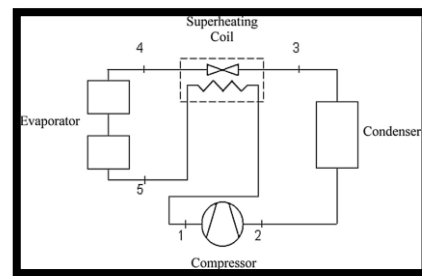 Superheating
Coil
4
3
Evaporator
Condenser
5
1
2
Compressor